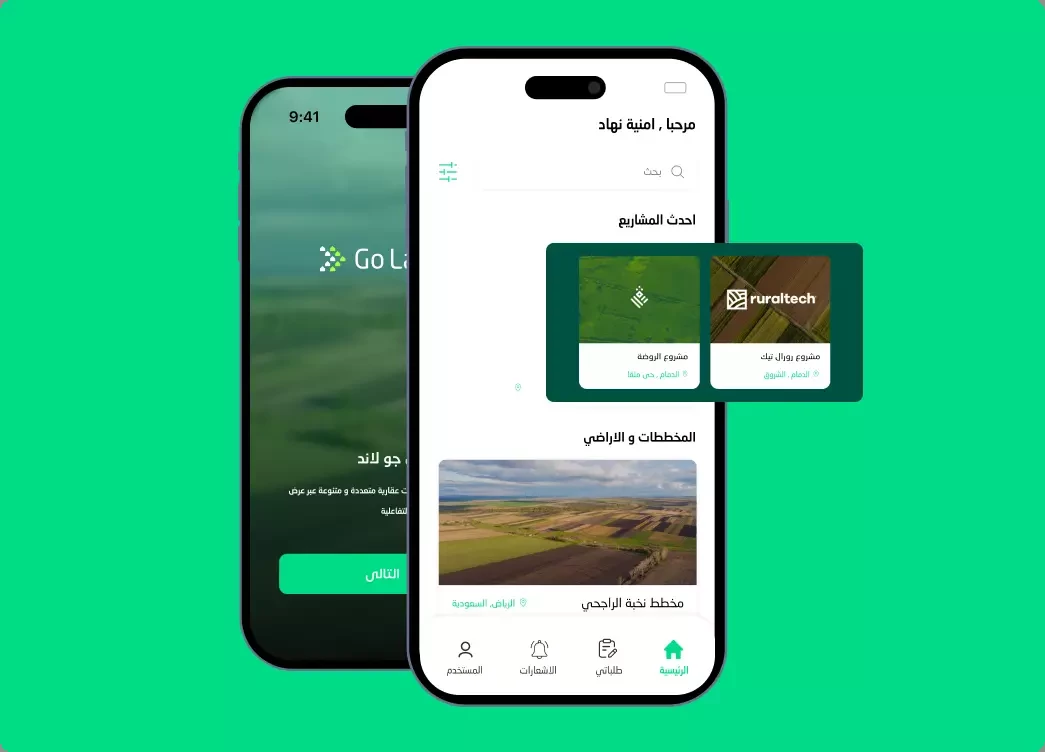 9:41
Go La
جو لاند
عقارية متعددة و متنوعة عبر عرض
التالى
مرحبا , امنية نهاد
بحث
احدث المشاريع
ruraltech
مشروع رورال تيك
الدمام , الشروق
مشروع الروضة
الدمام , حى منقا
المخططات و الاراضي
مخطط نخبة الراجحي
الرياض, السعودية
الرئيسية
طلباتي
الاشعارات
المستخدم